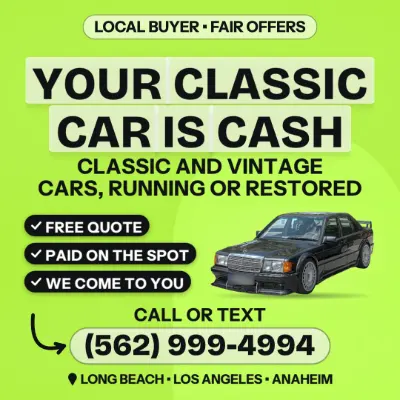 LOCAL BUYER • FAIR OFFERS
YOUR CLASSIC
CAR IS CASH
CLASSIC AND VINTAGE
CARS, RUNNING OR RESTORED
FREE QUOTE
PAID ON THE SPOT
WE COME TO YOU
CALL OR TEXT
(562) 999-4994
LONG BEACH • LOS ANGELES • ANAHEIM